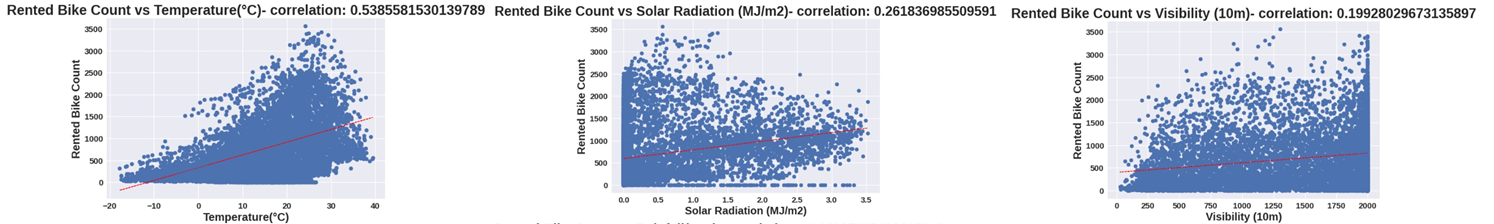 Rented Bike Count vs Temperature(°C)- correlation: 0.5385581530139789
Rented Bike Count
3500
3000
2500
2000
1500
1000
500
0
−20 −10 0 10 20 30 40
Temperature(°C)
Rented Bike Count vs Solar Radiation (MJ/m2)- correlation: 0.261836985509591
Rented Bike Count
3500
3000
2500
2000
1500
1000
500
0
0.0 0.5 1.0 1.5 2.0 2.5 3.0 3.5
Solar Radiation (MJ/m2)
Rented Bike Count vs Visibility (10m)- correlation: 0.19928029673135897
Rented Bike Count
3500
3000
2500
2000
1500
1000
500
0
0 250 500 750 1000 1250 1500 1750 2000
Visibility (10m)